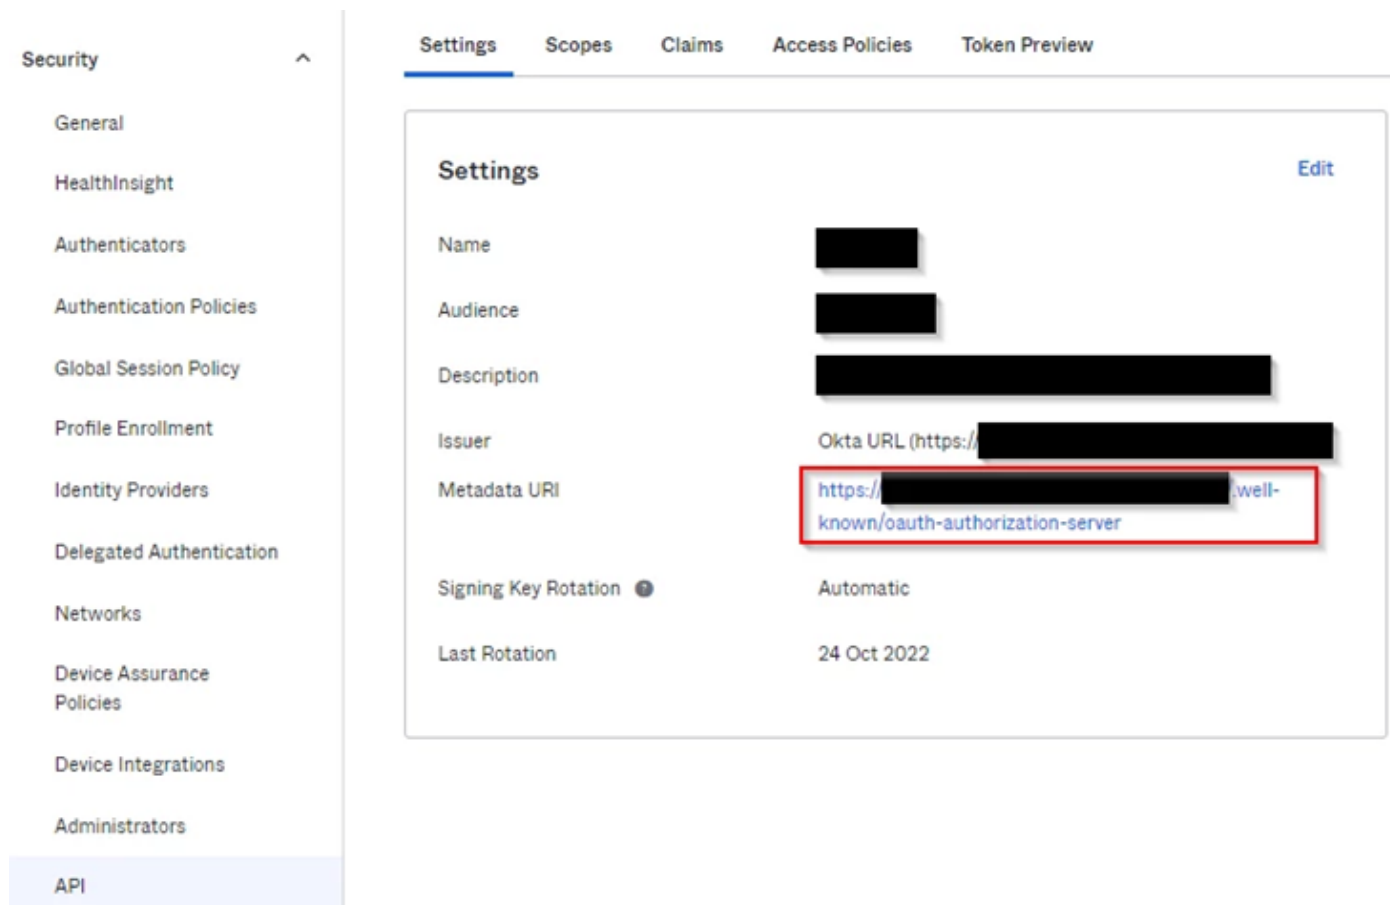 Security
General
HealthInsight
Authenticators
Authentication Policies
Global Session Policy
Profile Enrollment
Identity Providers
Delegated Authentication
Networks
Device Assurance
Policies
Device Integrations
Administrators
API
Settings Scopes Claims Access Policies Token Preview
Settings Edit
Name
Audience
Description
Issuer Okta URL (https://
Metadata URI https:// .well-
known/oauth-authorization-server
Signing Key Rotation ? Automatic
Last Rotation 24 Oct 2022